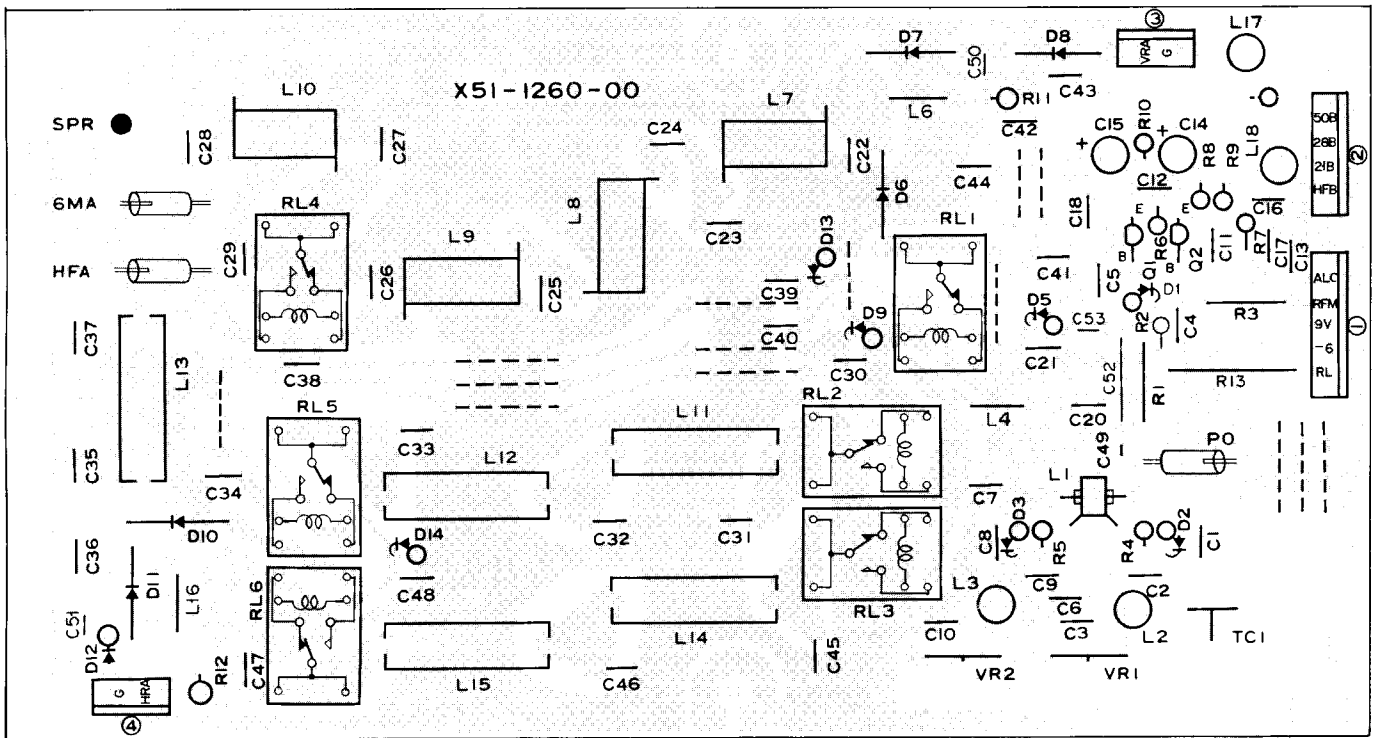 D7
D8
③
L17
C50
VRA
G
X51-1260-00
L10
L7
C43
R11
L6
C42
SPR
C28
C27
C24
C22
+
C15
R10
+
C14
R8
R9
L18
50B
28B
21B
HFB
②
C44
C12
6MA
RL4
L8
D6
RL1
C18
C16
L9
C23
D13
E
R6
E
C11
R7
C17
C13
HFA
C29
C26
C25
C39
C41
C5
B
Q1
B
Q2
D1
ALC
RFM
9V
-6
RL
①
D9
D5
C53
R2
C4
R3
C37
L13
C40
C30
C21
C38
C52
R1
R13
RL5
RL2
L11
L4
C20
C33
C49
PO
C35
L12
C34
L1
C7
D10
D14
C32
C31
C8
D3
R5
R4
D2
C1
C36
D11
L16
RL6
C48
L3
C9
C2
C51
L14
RL3
C10
C6
C3
L2
TC1
D12
R12
C47
L15
C46
C45
VR2
VR1
G
HRA
④